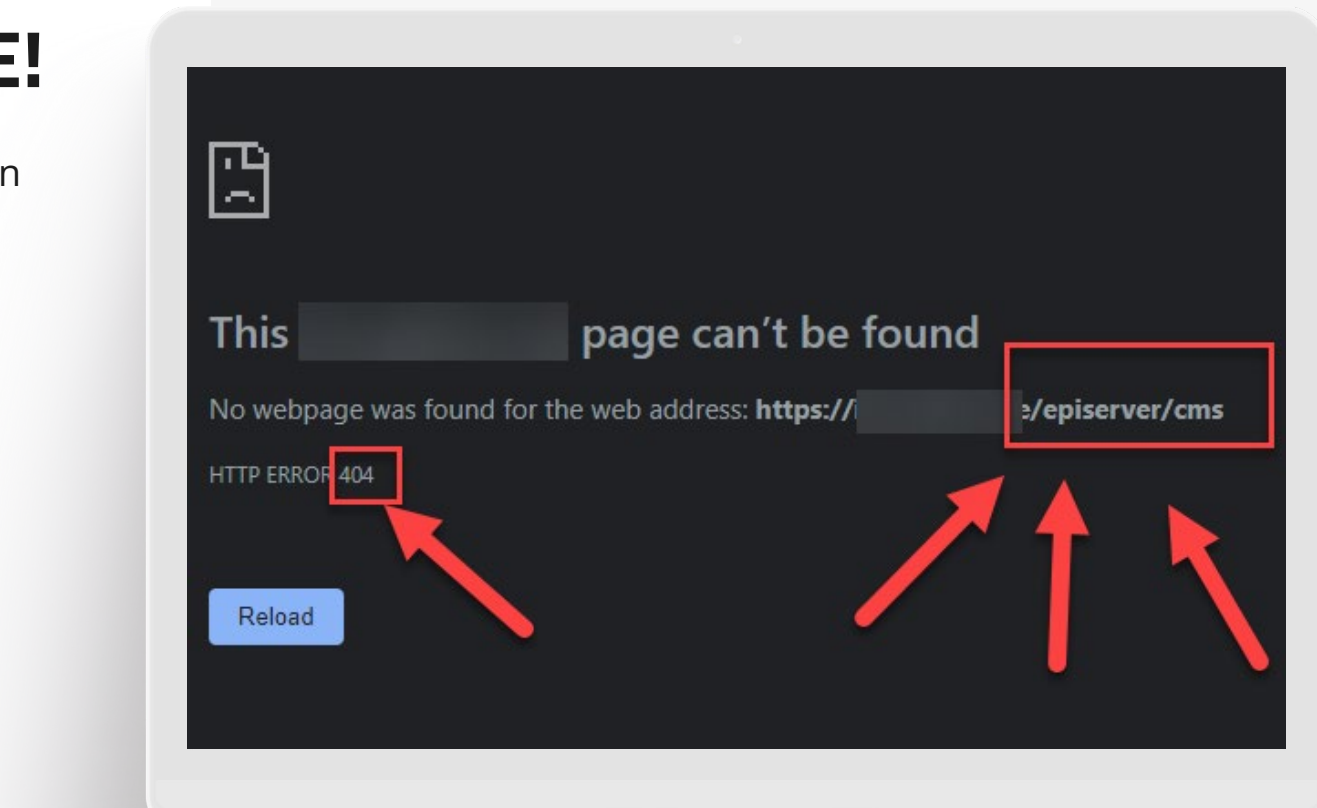 E!
n
This page can't be found
No webpage was found for the web address: https://i e/episerver/cms
HTTP ERROR 404
Reload